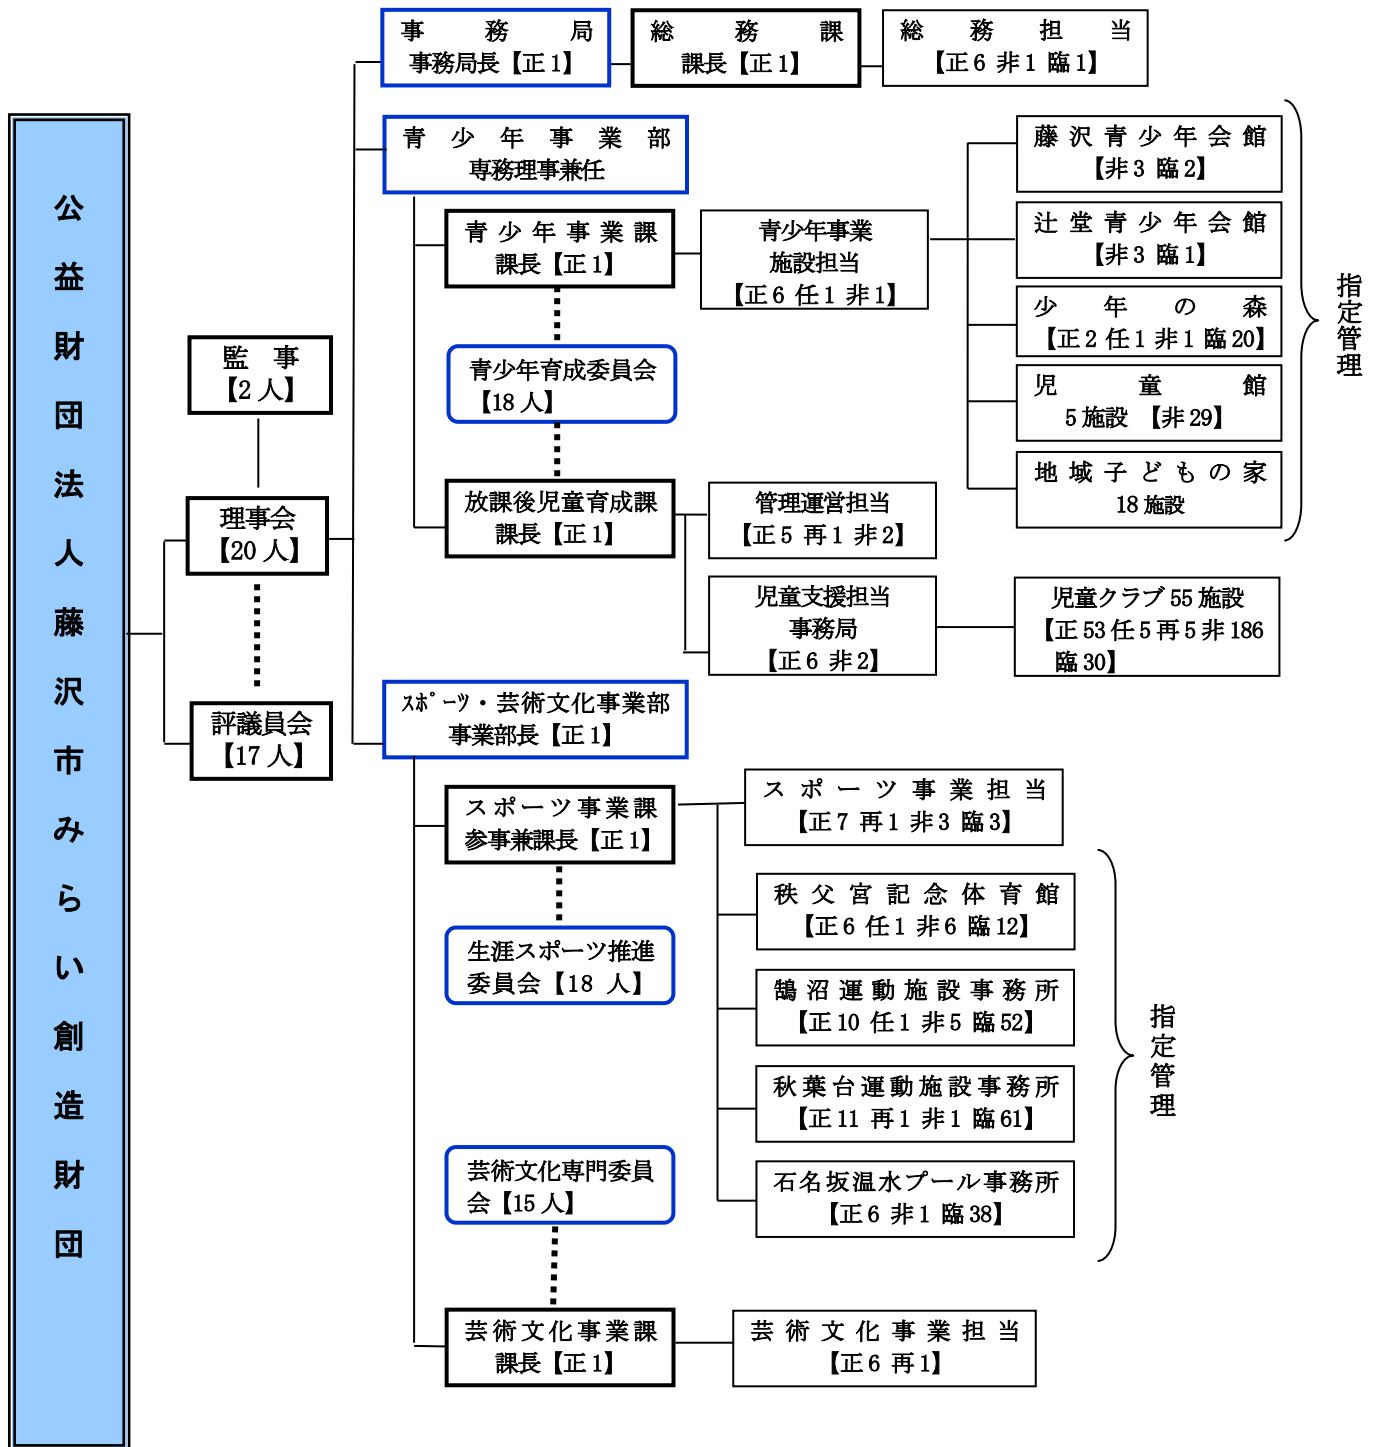 公益財団法人藤沢市みらい創造財団
監　事
【2 人】
理事会
【20 人】
評議員会
【17 人】
事務局
事務局長【正 1】
総務課
課長【正 1】
総務担当
【正 6 非 1 臨 1】
青少年事業部
専務理事兼任
青少年事業課
課長【正 1】
青少年事業
施設担当
【正 6 任 1 非 1】
藤沢青少年会館
【非 3 臨 2】
辻堂青少年会館
【非 3 臨 1】
少年の森
【正 2 任 1 非 1 臨 20】
児童館
5 施設 【非 29】
地域子どもの家
18 施設
指定管理
青少年育成委員会
【18 人】
放課後児童育成課
課長【正 1】
管理運営担当
【正 5 再 1 非 2】
児童支援担当
事務局
【正 6 非 2】
児童クラブ 55 施設
【正 53 任 5 再 5 非 186
臨 30】
ｽﾎﾟｰﾂ・芸術文化事業部
事業部長【正 1】
スポーツ事業課
参事兼課長【正 1】
スポーツ事業担当
【正 7 再 1 非 3 臨 3】
秩父宮記念体育館
【正 6 任 1 非 6 臨 12】
鵠沼運動施設事務所
【正 10 任 1 非 5 臨 52】
秋葉台運動施設事務所
【正 11 再 1 非 1 臨 61】
石名坂温水プール事務所
【正 6 非 1 臨 38】
指定管理
生涯スポーツ推進
委員会【18 人】
芸術文化専門委員
会【15 人】
芸術文化事業課
課長【正 1】
芸術文化事業担当
【正 6 再 1】